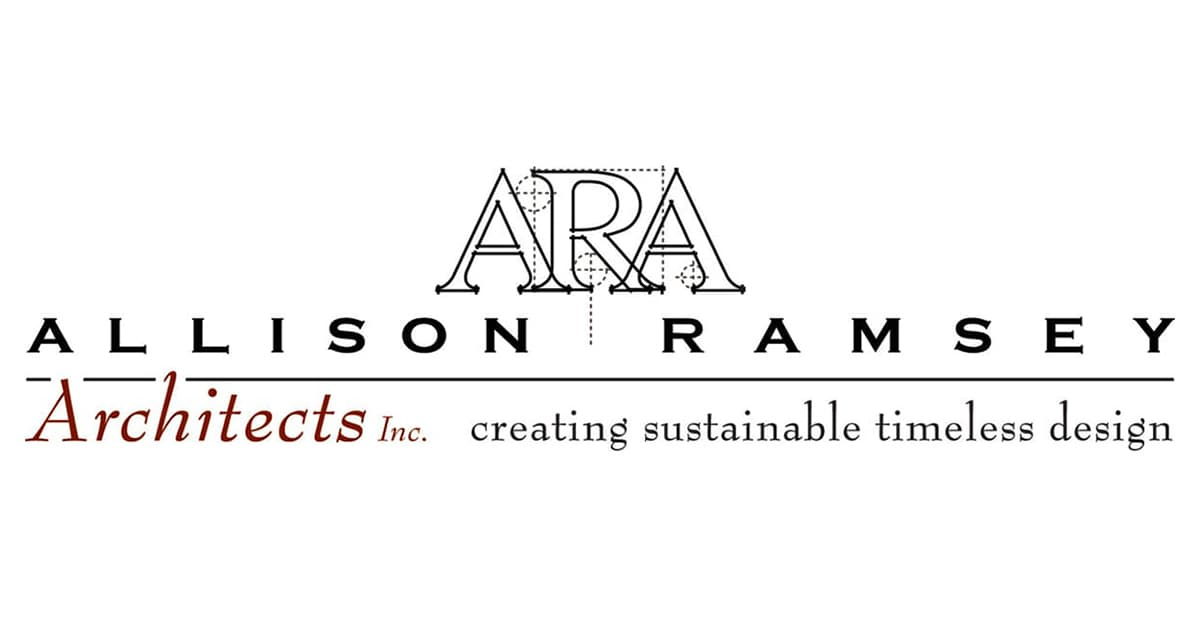 ARA
ALLISON RAMSEY
Architects Inc. creating sustainable timeless design